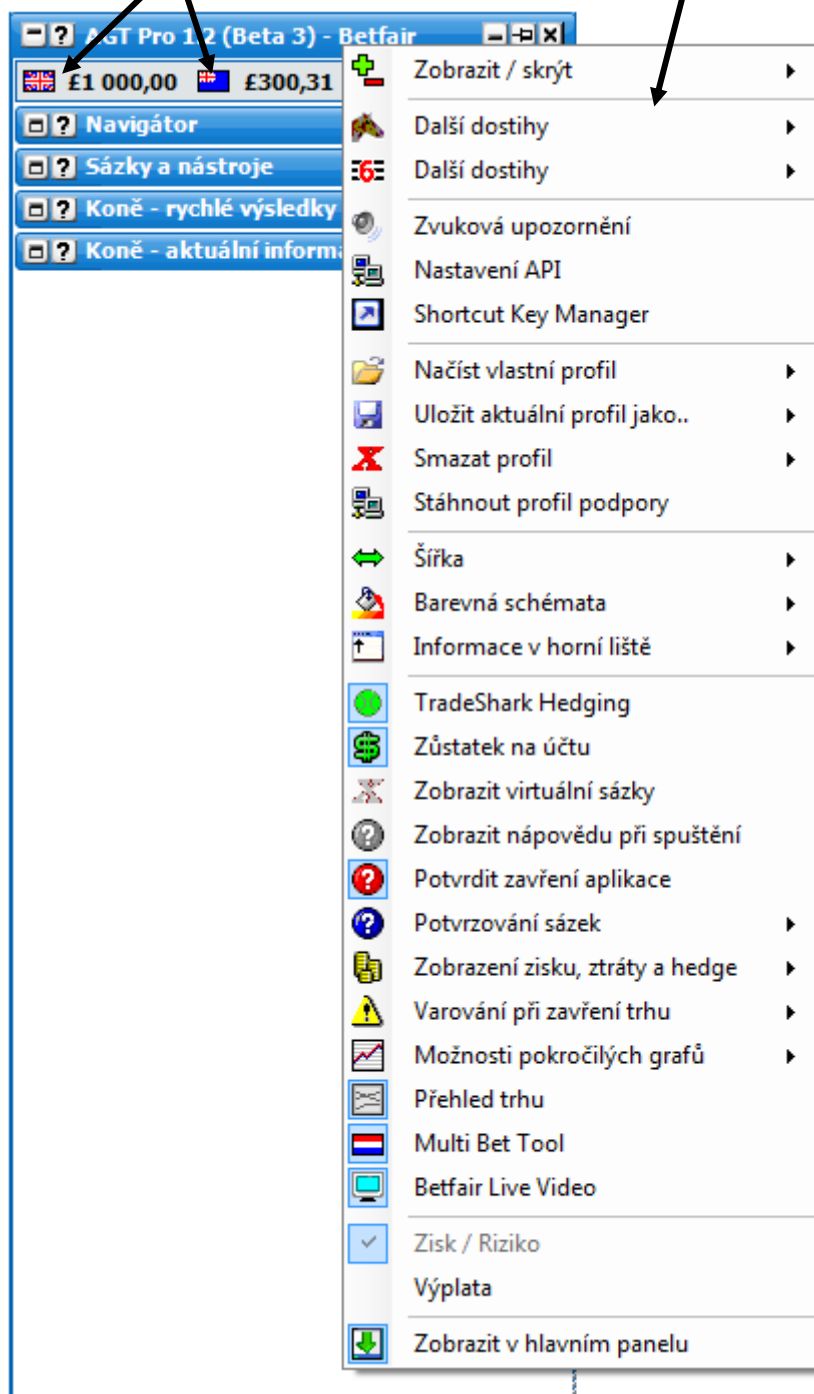 AGT Pro 1.2 (Beta 3) - Betfair
£1 000,00 £300,31
Navigátor
Sázky a nástroje
Koně - rychlé výsledky
Koně - aktuální informa
Zobrazit / skrýt
Další dostihy
Další dostihy
Zvuková upozornění
Nastavení API
Shortcut Key Manager
Načíst vlastní profil
Uložit aktuální profil jako..
Smazat profil
Stáhnout profil podpory
Šířka
Barevná schémata
Informace v horní liště
TradeShark Hedging
Zůstatek na účtu
Zobrazit virtuální sázky
Zobrazit nápovědu při spuštění
Potvrdit zavření aplikace
Potvrzování sázek
Zobrazení zisku, ztráty a hedge
Varování při zavření trhu
Možnosti pokročilých grafů
Přehled trhu
Multi Bet Tool
Betfair Live Video
Zisk / Riziko
Výplata
Zobrazit v hlavním panelu